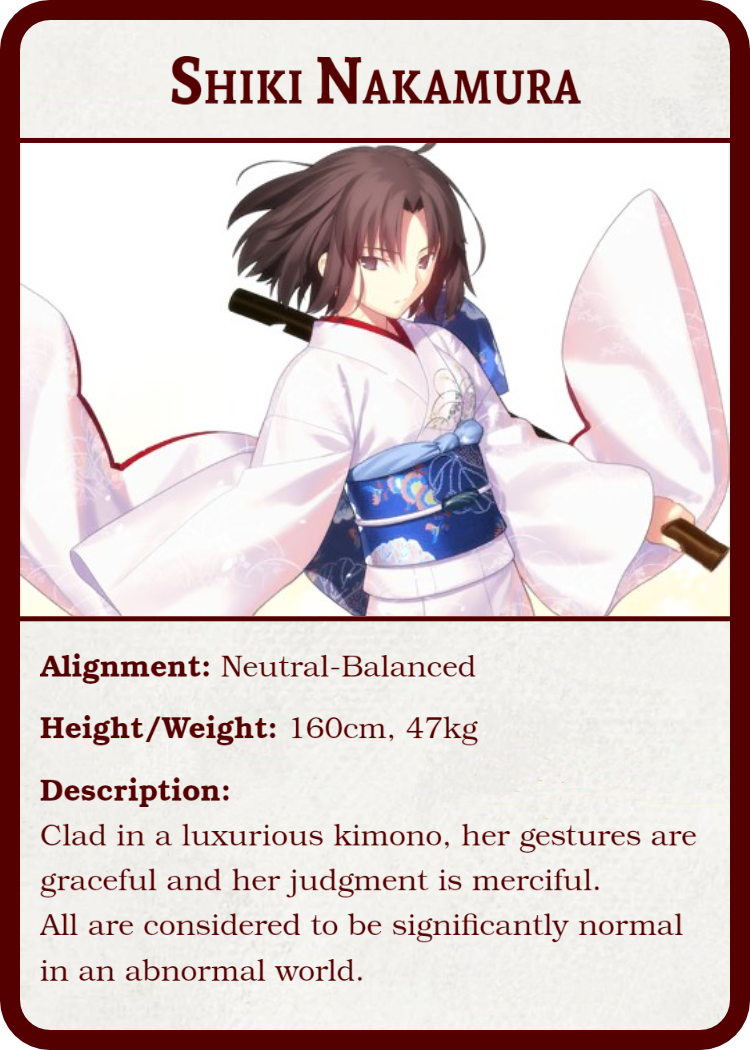 Shiki Nakamura
Alignment: Neutral-Balanced
Height/Weight: 160cm, 47kg
Description:
Clad in a luxurious kimono, her gestures are
graceful and her judgment is merciful.
All are considered to be significantly normal
in an abnormal world.